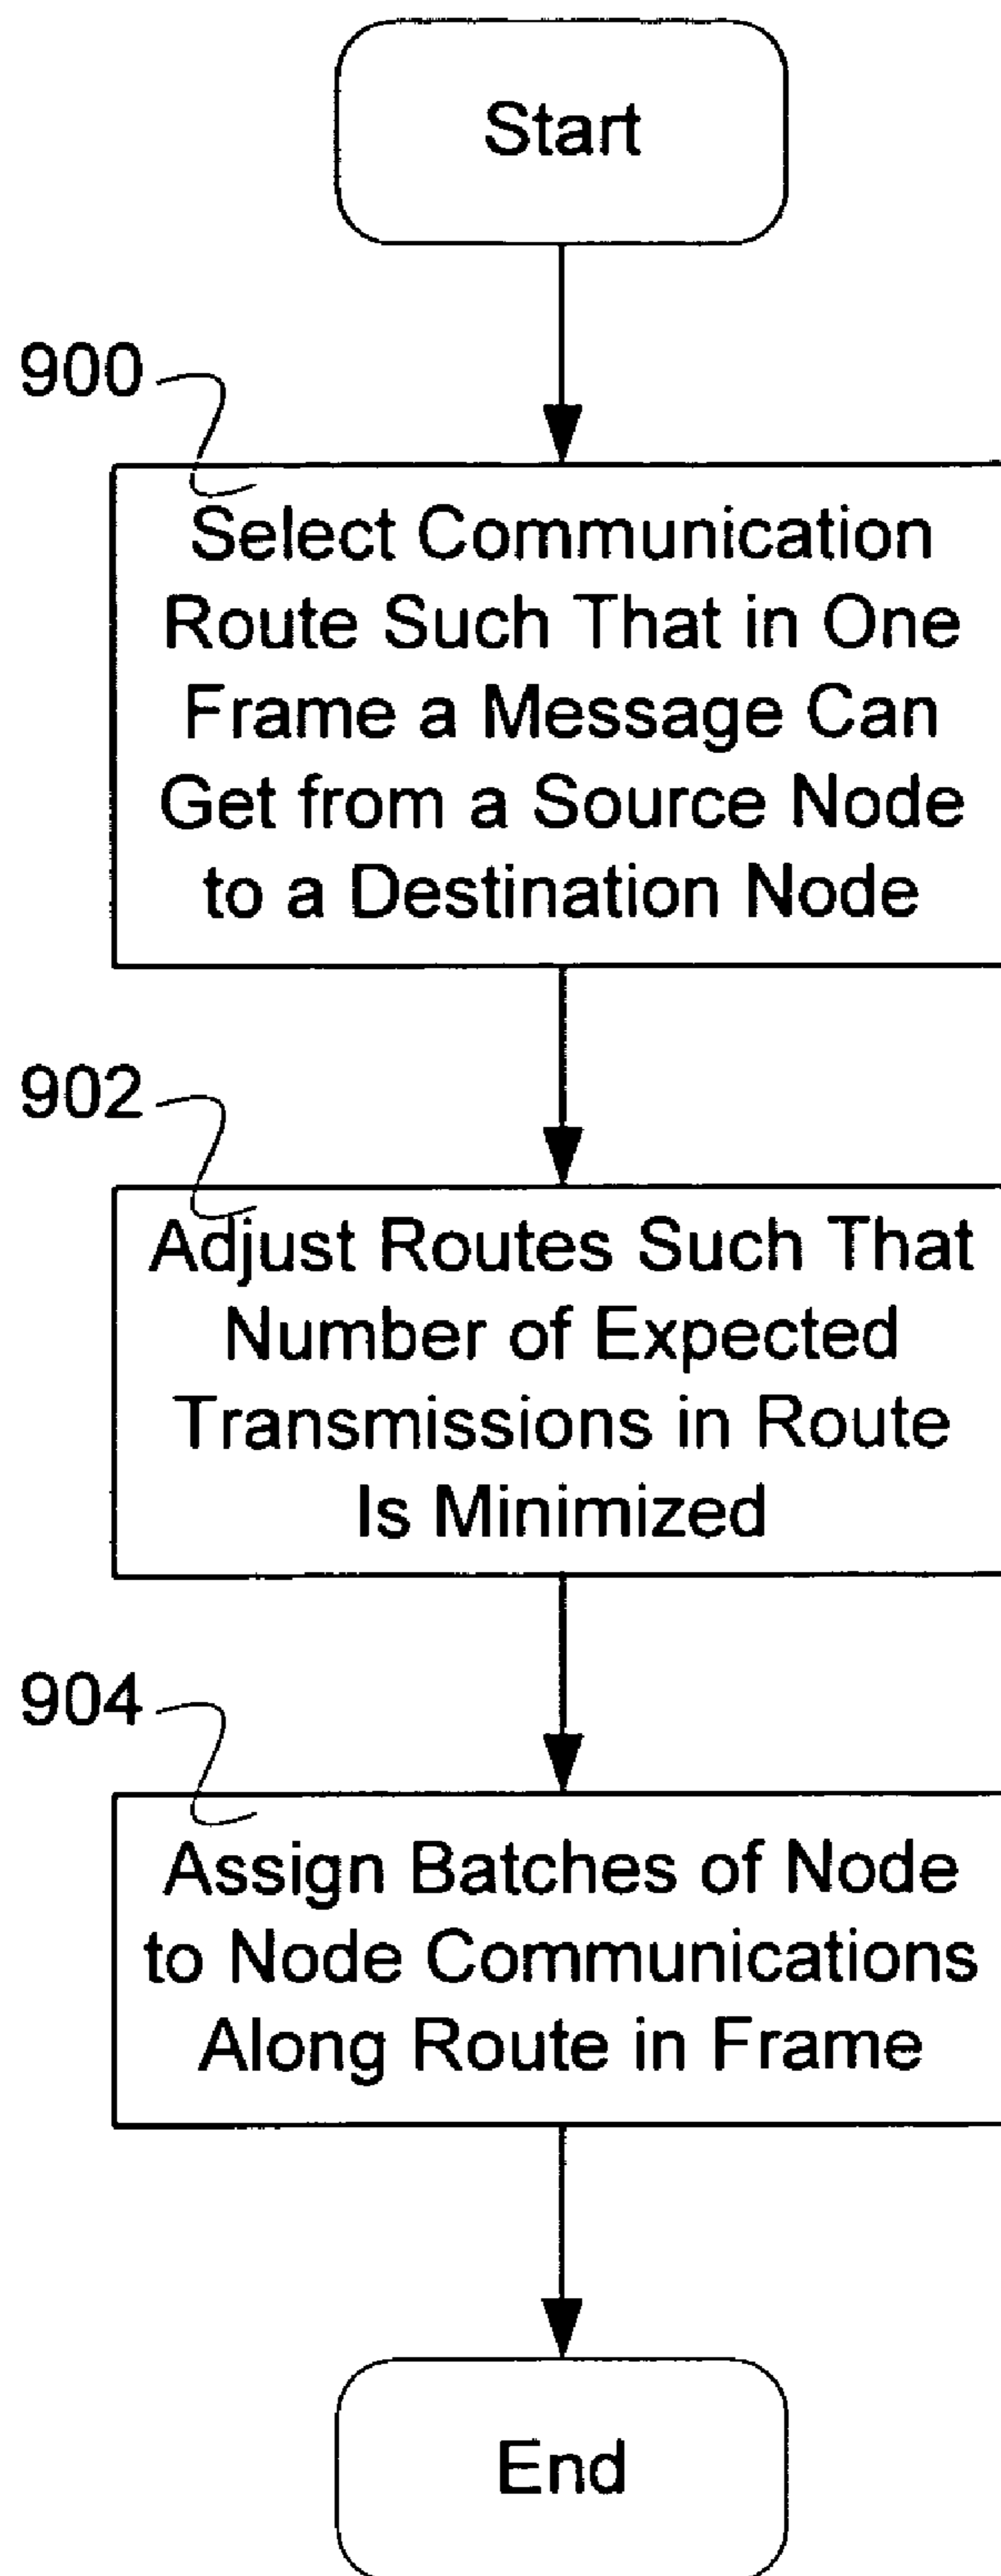 Start
900
Select Communication
Route Such That in One
Frame a Message Can
Get from a Source Node
to a Destination Node
902
Adjust Routes Such That
Number of Expected
Transmissions in Route
Is Minimized
904
Assign Batches of Node
to Node Communications
Along Route in Frame
End